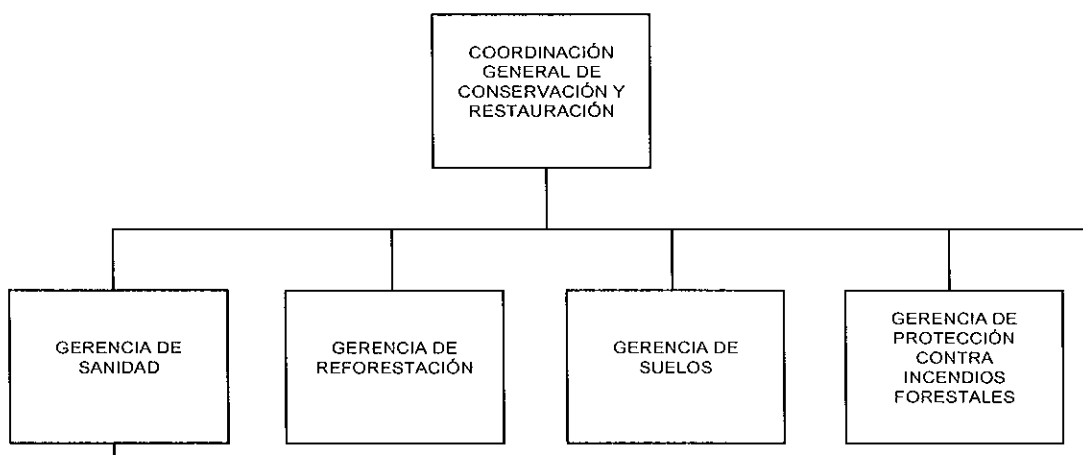 COORDINACIÓN
GENERAL DE
CONSERVACIÓN Y
RESTAURACIÓN
GERENCIA DE
SANIDAD
GERENCIA DE
REFORESTACIÓN
GERENCIA DE
SUELOS
GERENCIA DE
PROTECCIÓN
CONTRA
INCENDIOS
FORESTALES